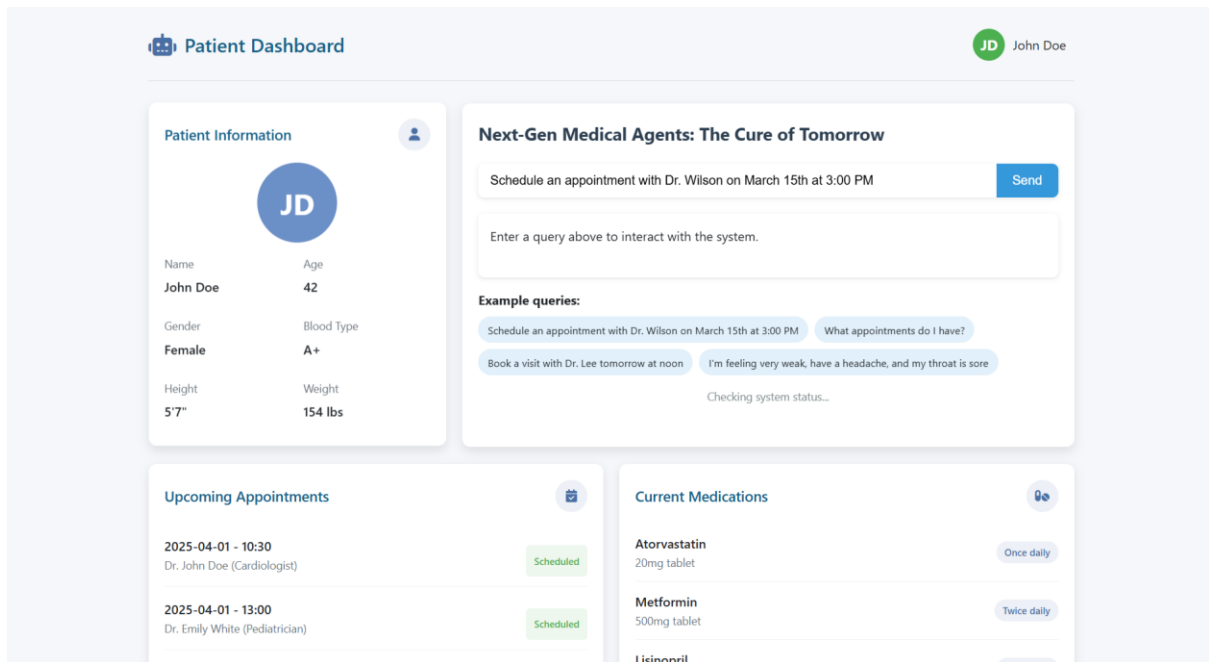 Patient Dashboard
JD John Doe
Patient Information
JD
Name Age
John Doe 42
Gender Blood Type
Female A+
Height Weight
5'7" 154 lbs
Next-Gen Medical Agents: The Cure of Tomorrow
Schedule an appointment with Dr. Wilson on March 15th at 3:00 PM Send
Enter a query above to interact with the system.
Example queries:
Schedule an appointment with Dr. Wilson on March 15th at 3:00 PM What appointments do I have?
Book a visit with Dr. Lee tomorrow at noon I'm feeling very weak, have a headache, and my throat is sore
Checking system status...
Upcoming Appointments
2025-04-01 - 10:30
Dr. John Doe (Cardiologist) Scheduled
2025-04-01 - 13:00
Dr. Emily White (Pediatrician) Scheduled
Current Medications
Atorvastatin
20mg tablet Once daily
Metformin
500mg tablet Twice daily
Lisinopril